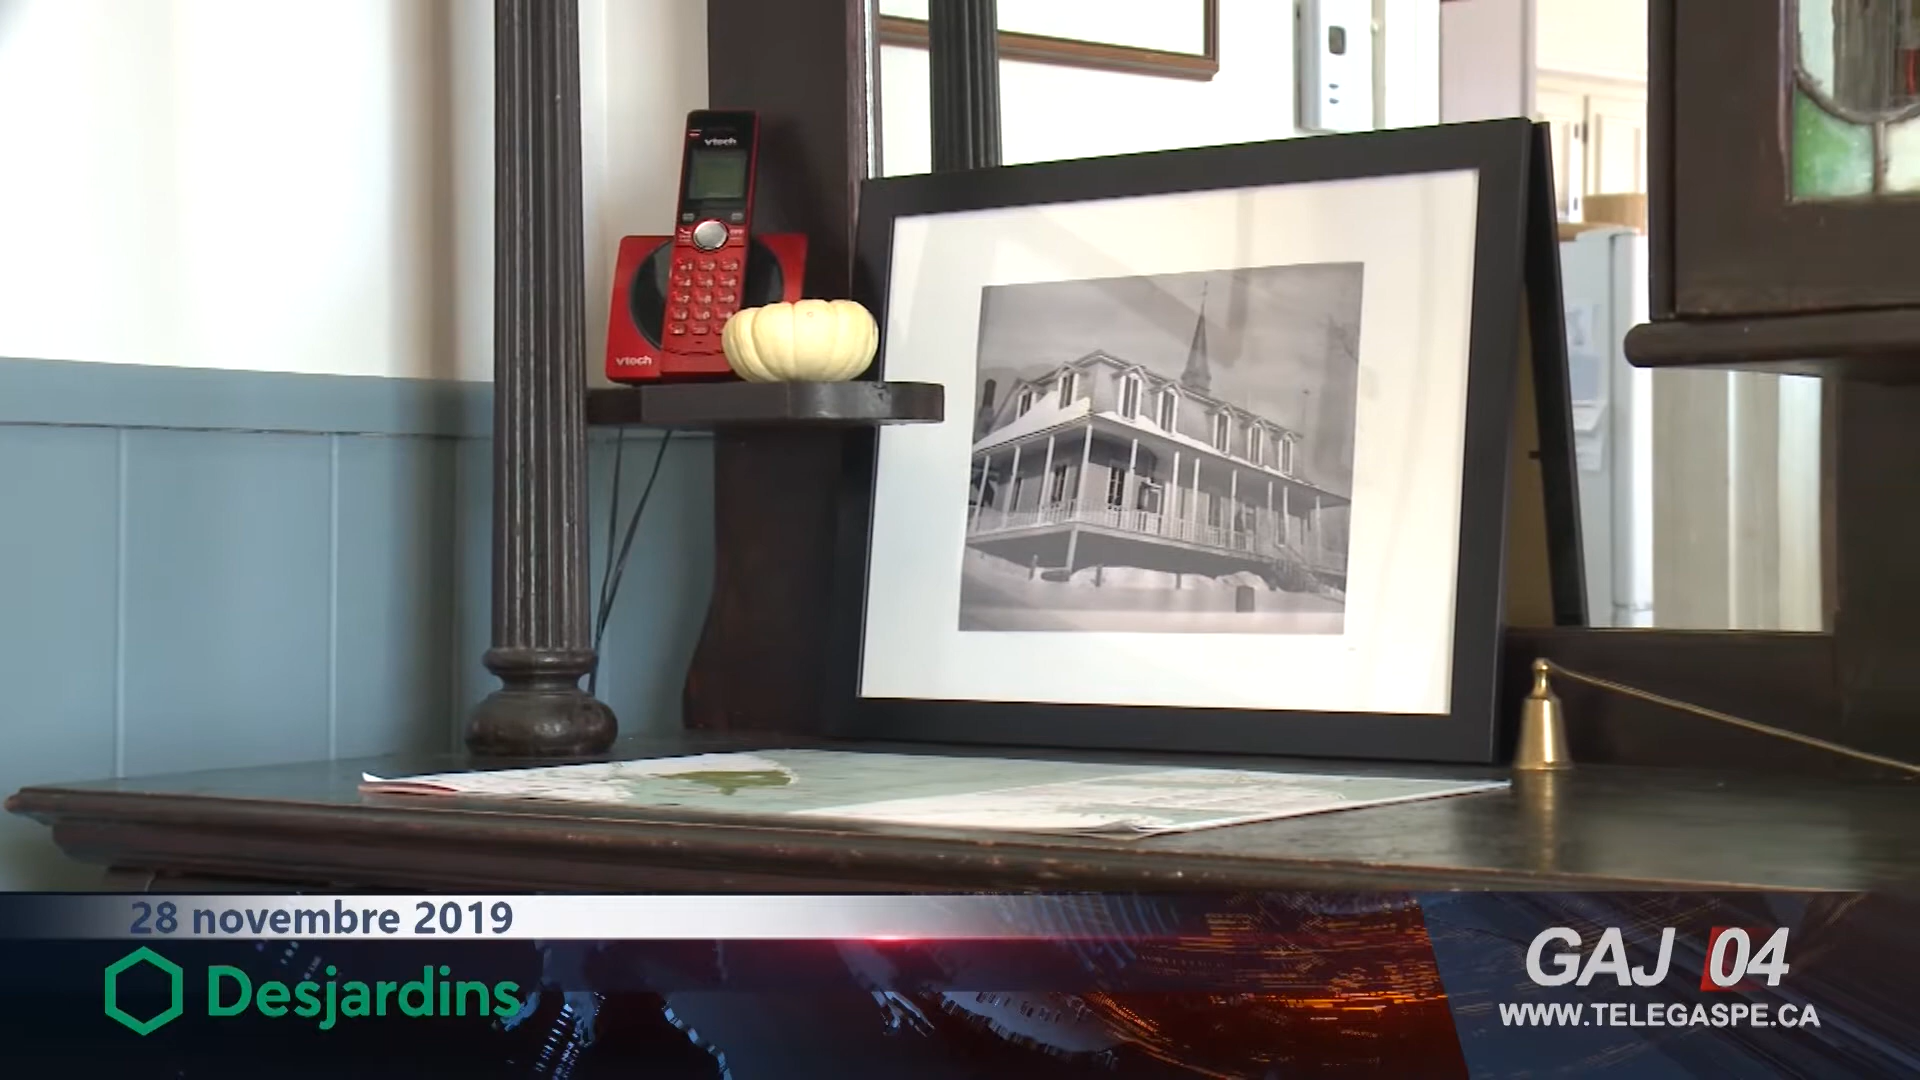 vtech
vtech
28 novembre 2019
Desjardins
GAJ 04
WWW.TELEGASPE.CA